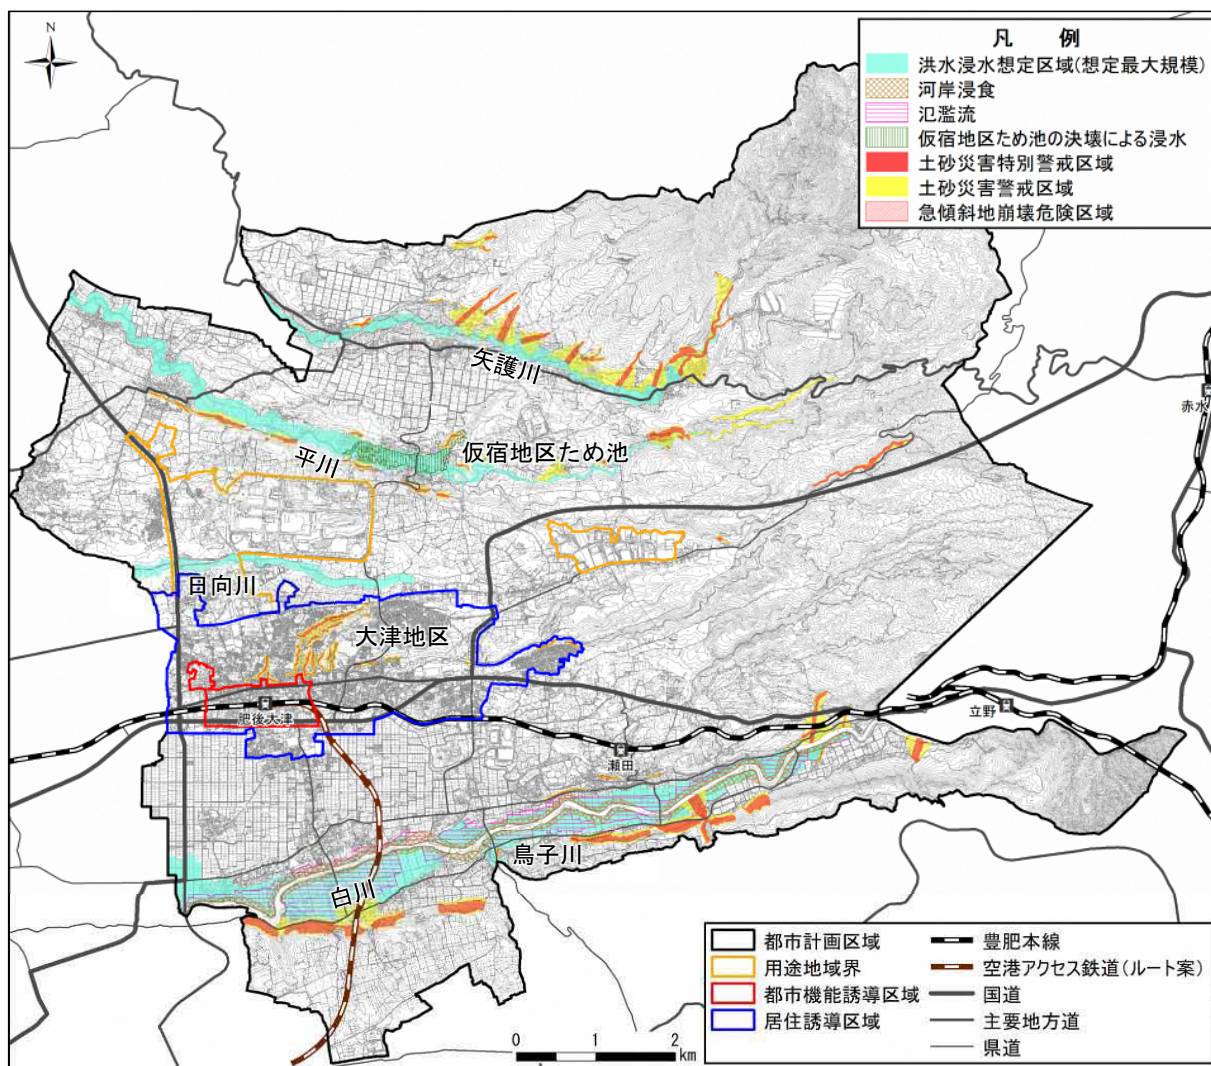 N
凡 例
洪水浸水想定区域(想定最大規模)
河岸浸食
氾濫流
仮宿地区ため池の決壊による浸水
土砂災害特別警戒区域
土砂災害警戒区域
急傾斜地崩壊危険区域
矢護川
赤水
仮宿地区ため池
平川
日向川
大津地区
肥後大津
立野
瀬田
鳥子川
白川
都市計画区域
用途地域界
都市機能誘導区域
居住誘導区域
豊肥本線
空港アクセス鉄道(ルート案)
国道
主要地方道
県道
0 1 2
km